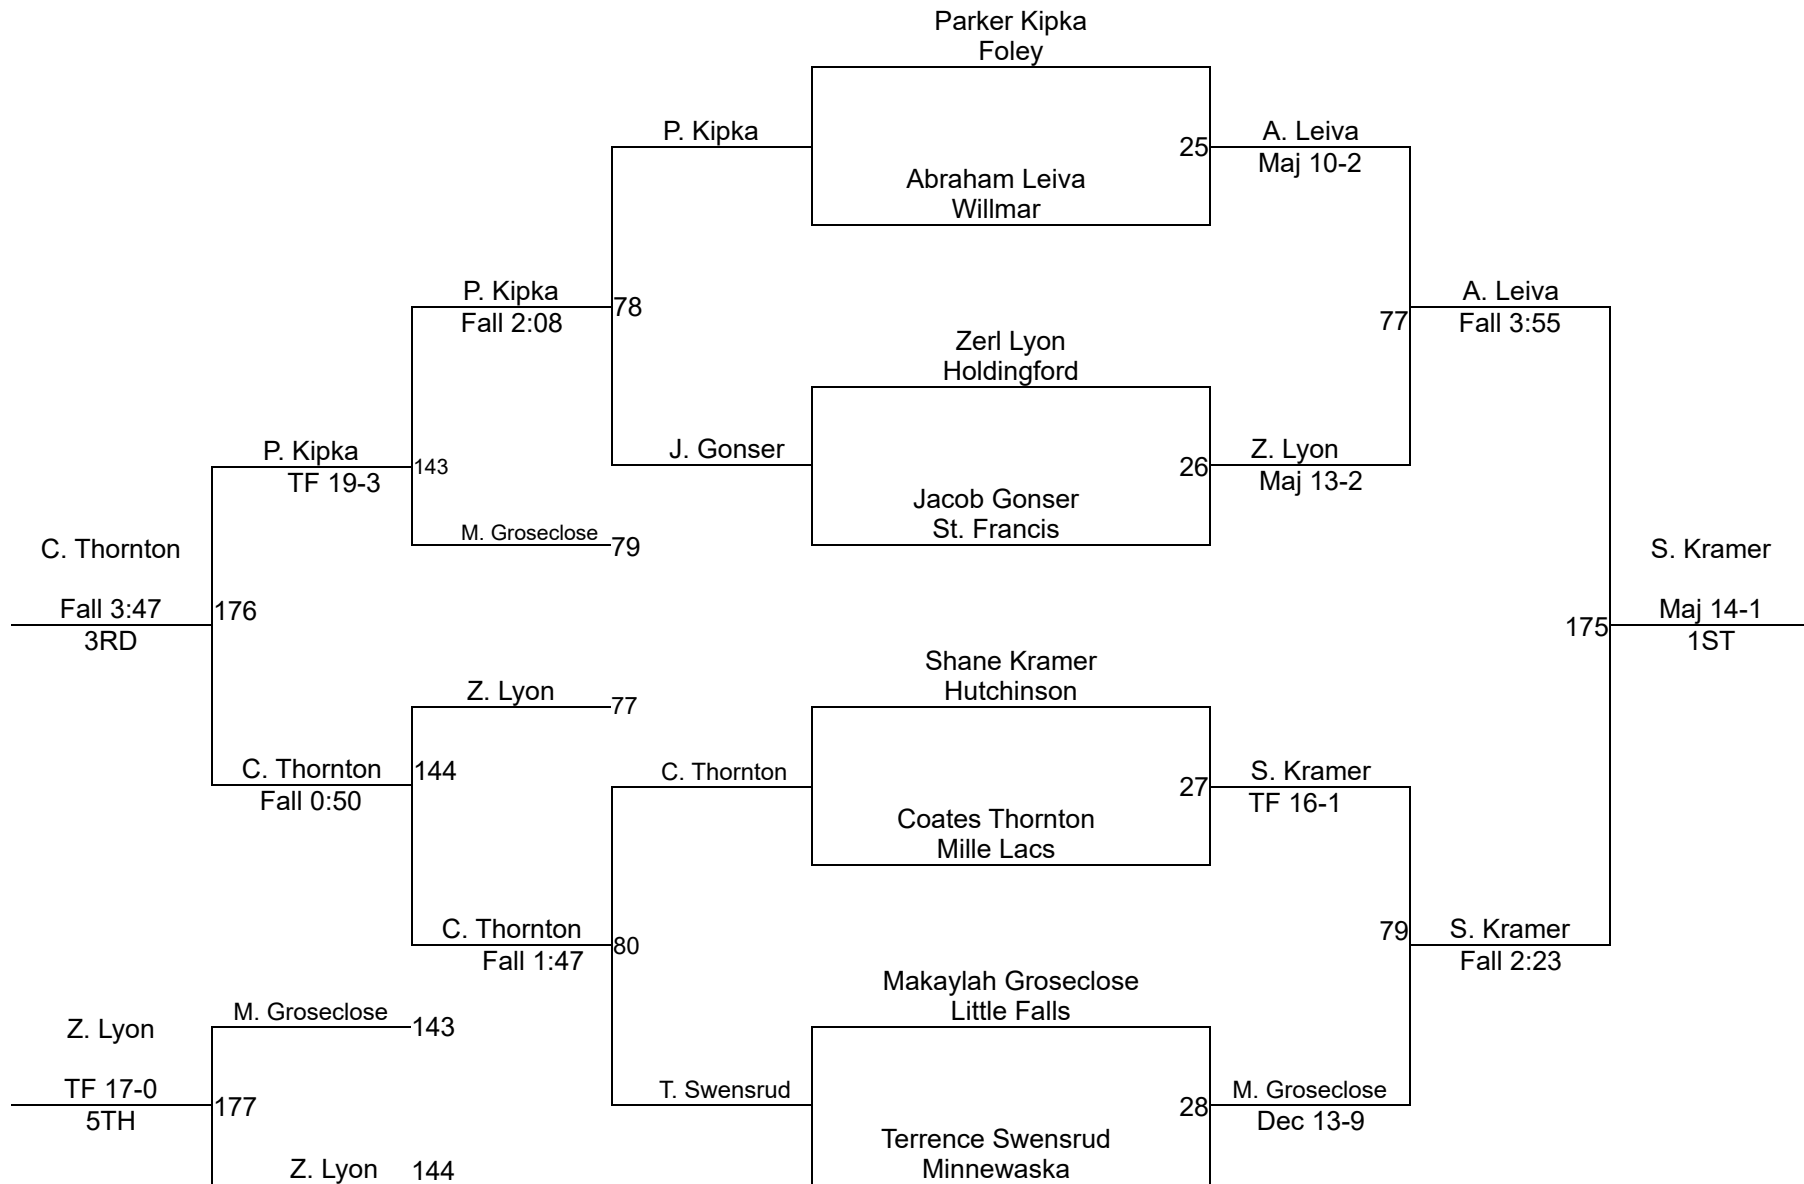 Parker Kipka
Foley
P. Kipka
25
A. Leiva
Maj 10-2
Abraham Leiva
Willmar
P. Kipka
Fall 2:08
78
77
A. Leiva
Fall 3:55
Zerl Lyon
Holdingford
P. Kipka
TF 19-3
143
J. Gonser
26
Z. Lyon
Maj 13-2
Jacob Gonser
St. Francis
M. Groseclose
79
C. Thornton
Fall 3:47
3RD
176
S. Kramer
Maj 14-1
1ST
175
Shane Kramer
Hutchinson
Z. Lyon
77
C. Thornton
Fall 0:50
144
C. Thornton
27
S. Kramer
TF 16-1
Coates Thornton
Mille Lacs
C. Thornton
Fall 1:47
80
79
S. Kramer
Fall 2:23
Makaylah Groseclose
Little Falls
M. Groseclose
143
Z. Lyon
TF 17-0
5TH
177
T. Swensrud
28
M. Groseclose
Dec 13-9
Terrence Swensrud
Minnewaska
Z. Lyon
144